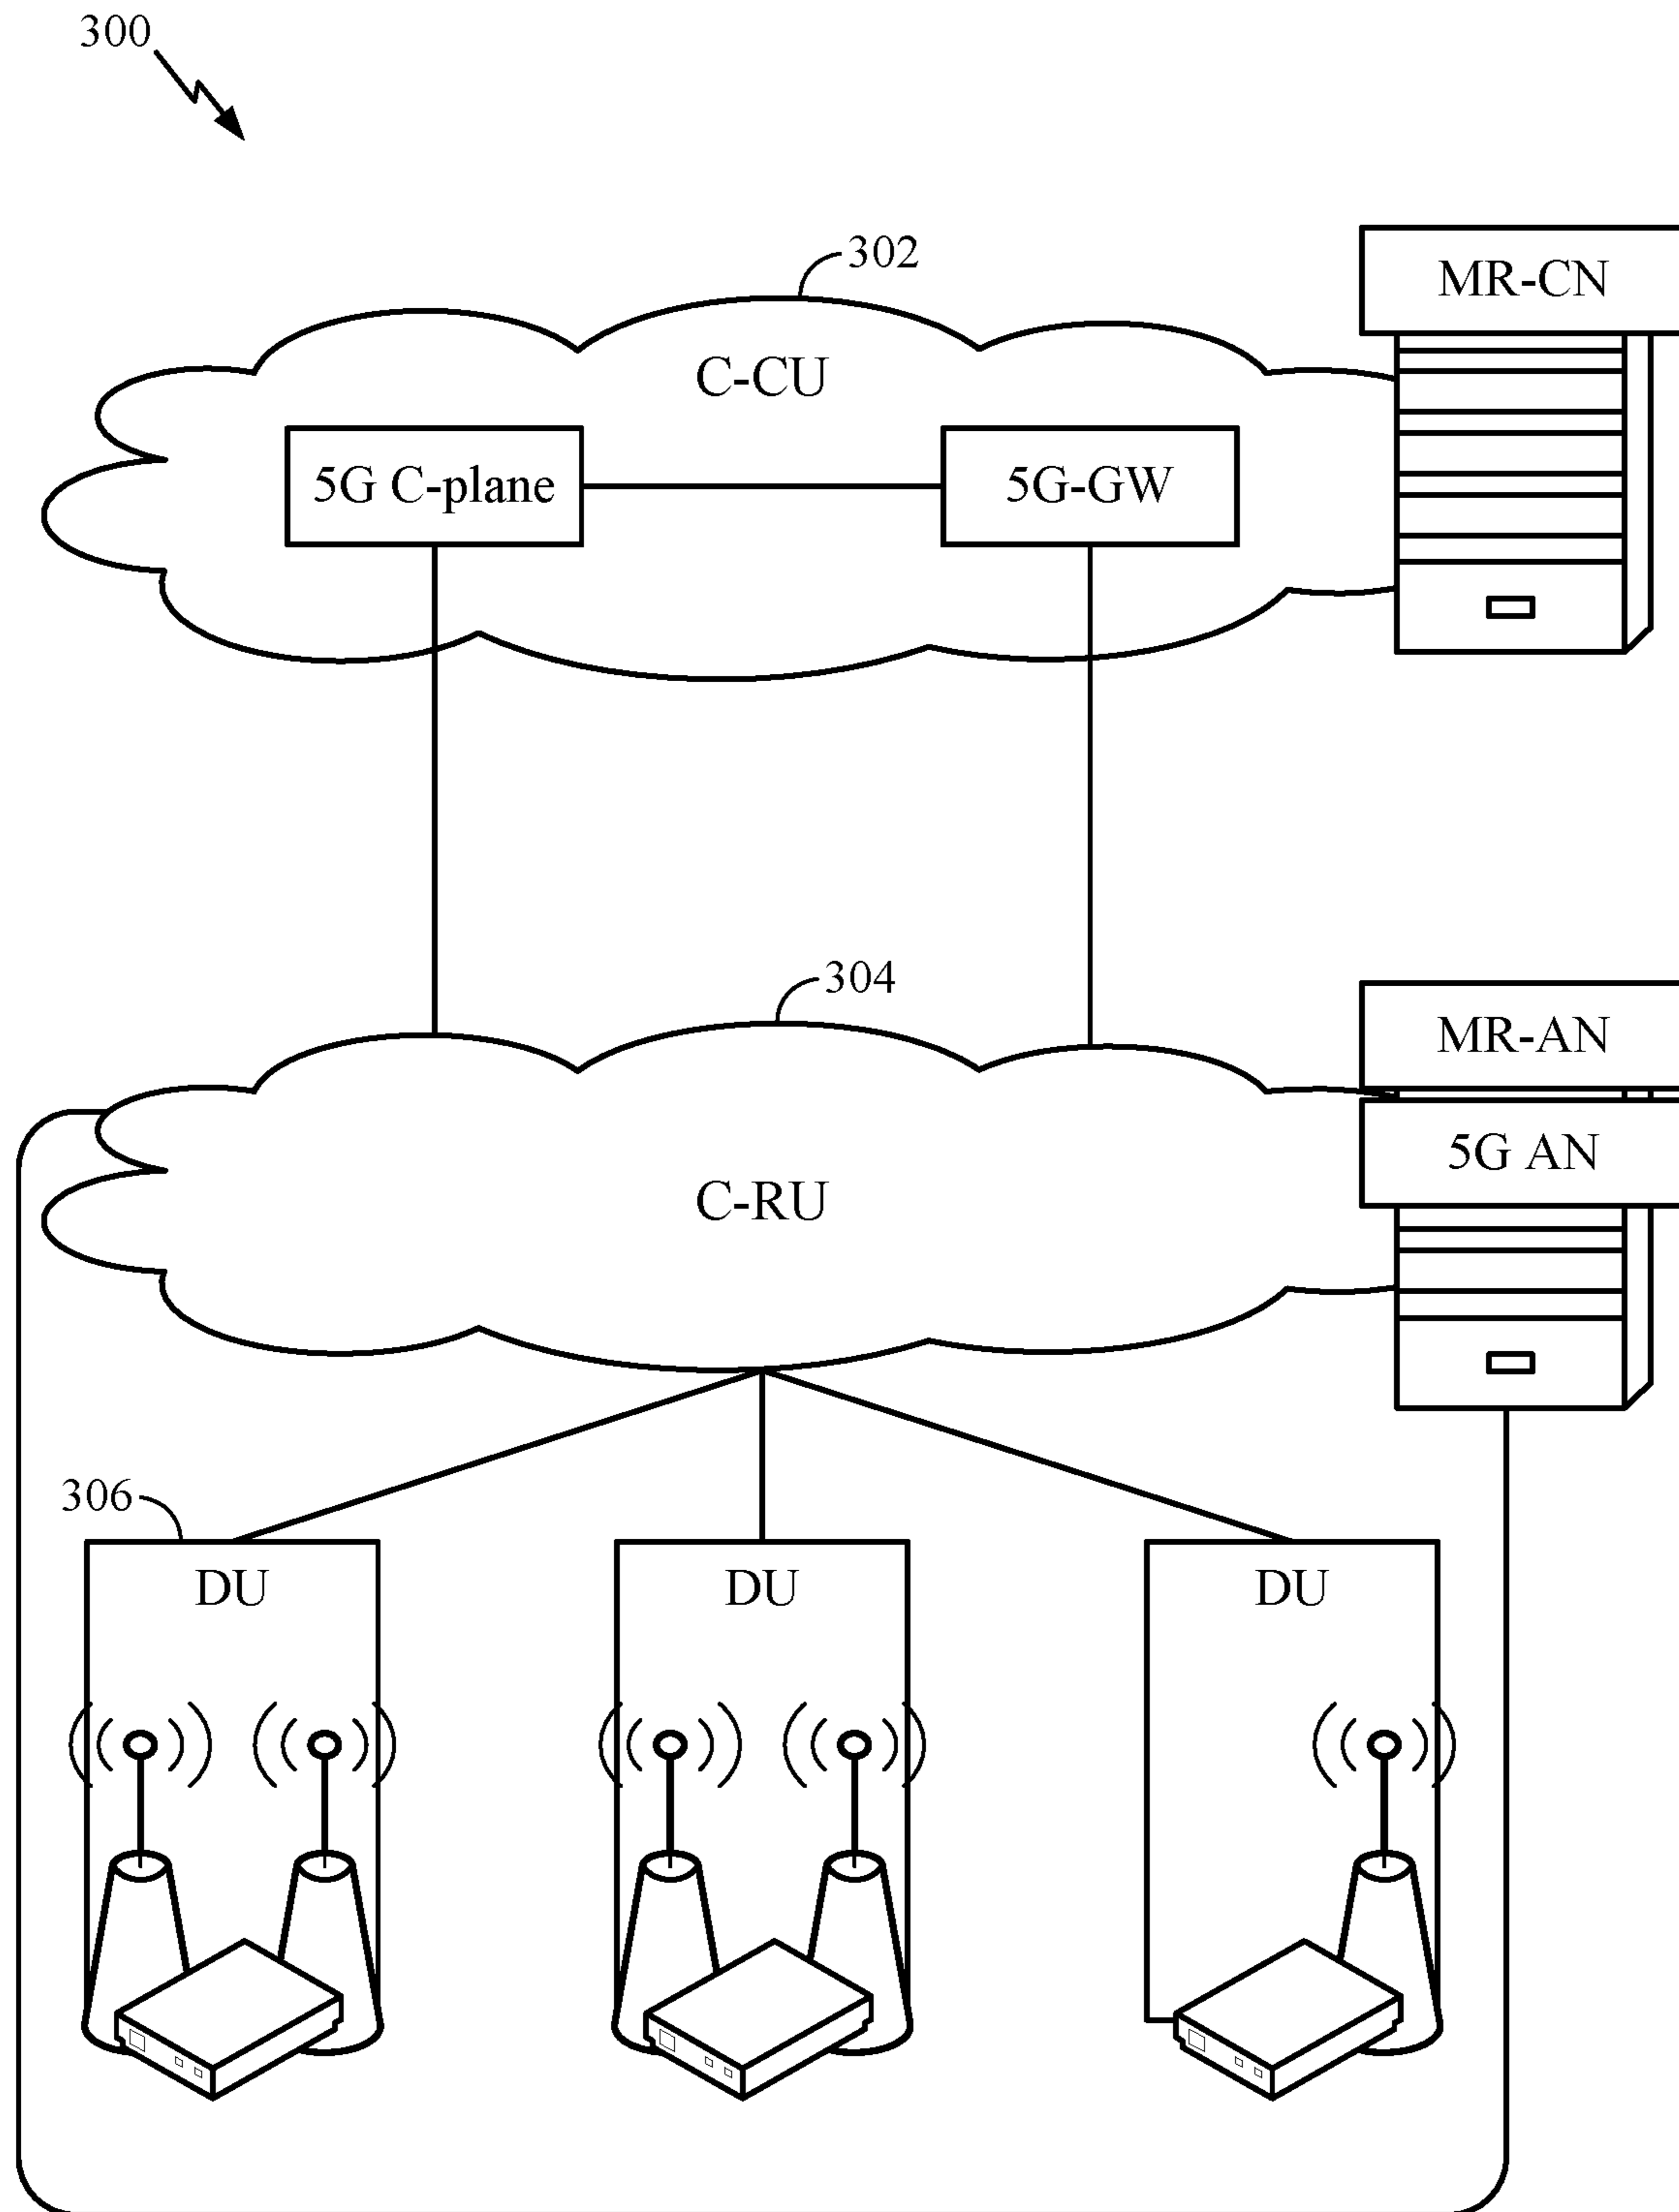 300
302
MR-CN
C-CU
5G C-plane
5G-GW
304
MR-AN
5G AN
C-RU
306
DU
DU
DU